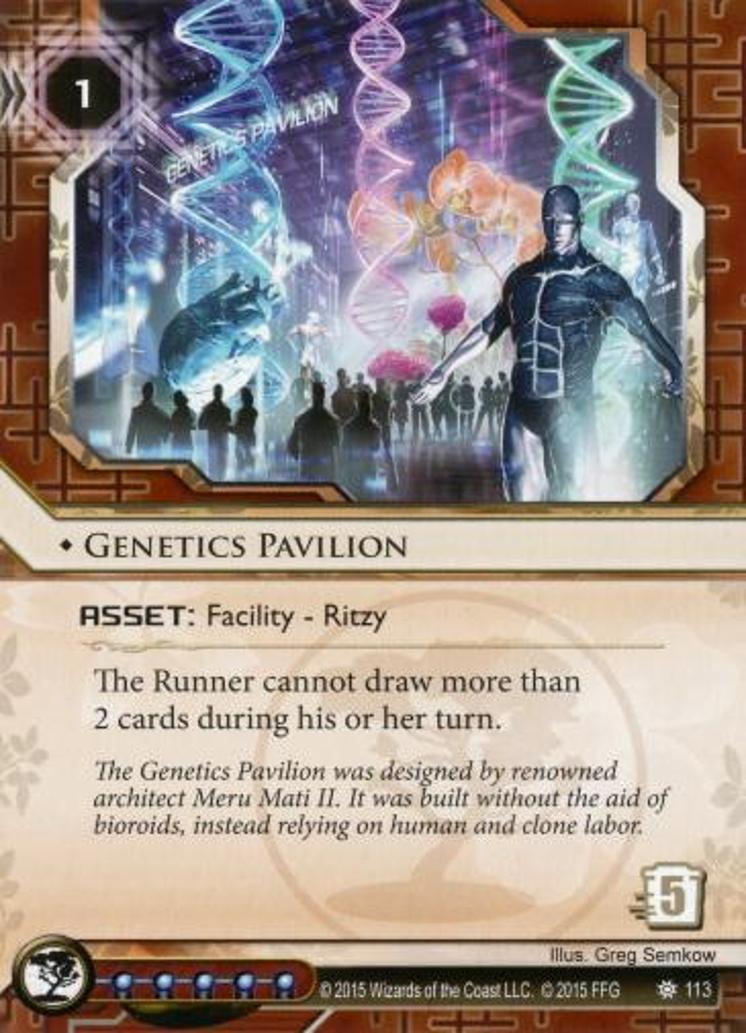 1
GENETICS PAVILION
• GENETICS PAVILION
ASSET: Facility - Ritzy
The Runner cannot draw more than
2 cards during his or her turn.
The Genetics Pavilion was designed by renowned
architect Meru Mati II. It was built without the aid of
bioroids, instead relying on human and clone labor.
5
Illus. Greg Semkow
© 2015 Wizards of the Coast LLC. © 2015 FFG 113